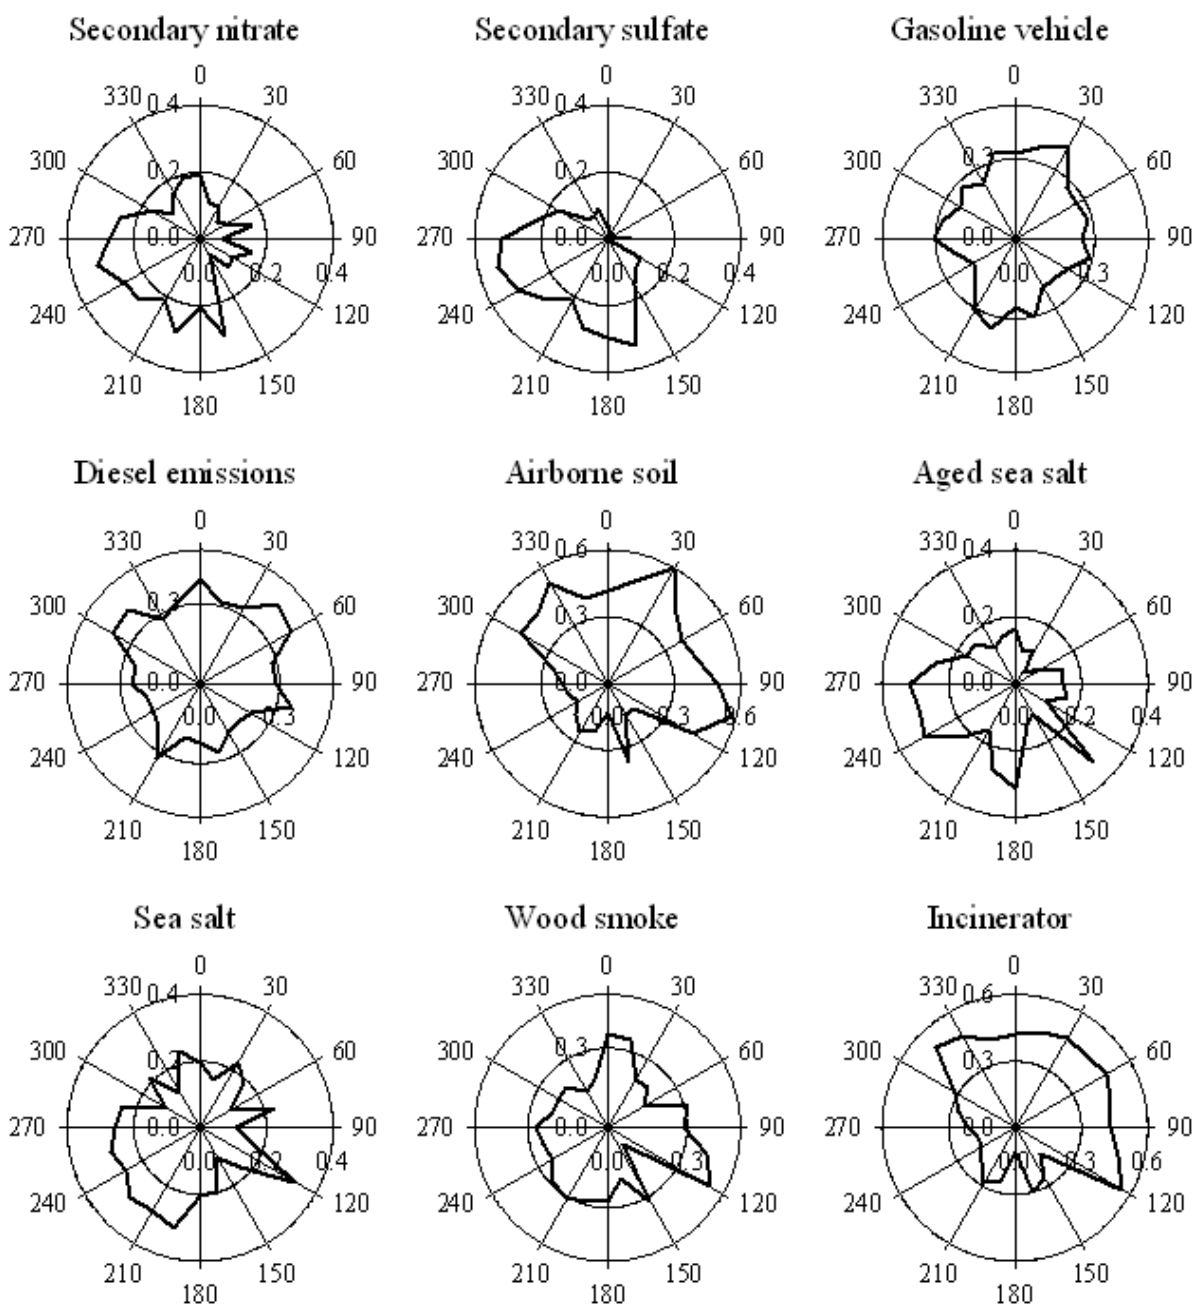 Secondary nitrate
0
330 0.4 30
300 0.2 60
270 0.0 90
0.0 0.2 0.4
240 120
210 150
180
Secondary sulfate
0
330 0.4 30
300 0.2 60
270 0.0 90
0.0 0.2 0.4
240 120
210 150
180
Gasoline vehicle
0
330 30
300 0.3 60
270 0.0 90
0.0 0.3
240 120
210 150
180
Diesel emissions
0
330 30
300 0.3 60
270 0.0 90
0.0 0.3
240 120
210 150
180
Airborne soil
0
330 0.6 30
300 0.3 60
270 0.0 90
0.0 0.3 0.6
240 120
210 150
180
Aged sea salt
0
330 0.4 30
300 0.2 60
270 0.0 90
0.0 0.2 0.4
240 120
210 150
180
Sea salt
0
330 0.4 30
300 0.2 60
270 0.0 90
0.0 0.2 0.4
240 120
210 150
180
Wood smoke
0
330 30
300 0.3 60
270 0.0 90
0.0 0.3
240 120
210 150
180
Incinerator
0
330 0.6 30
300 0.3 60
270 0.0 90
0.0 0.3 0.6
240 120
210 150
180